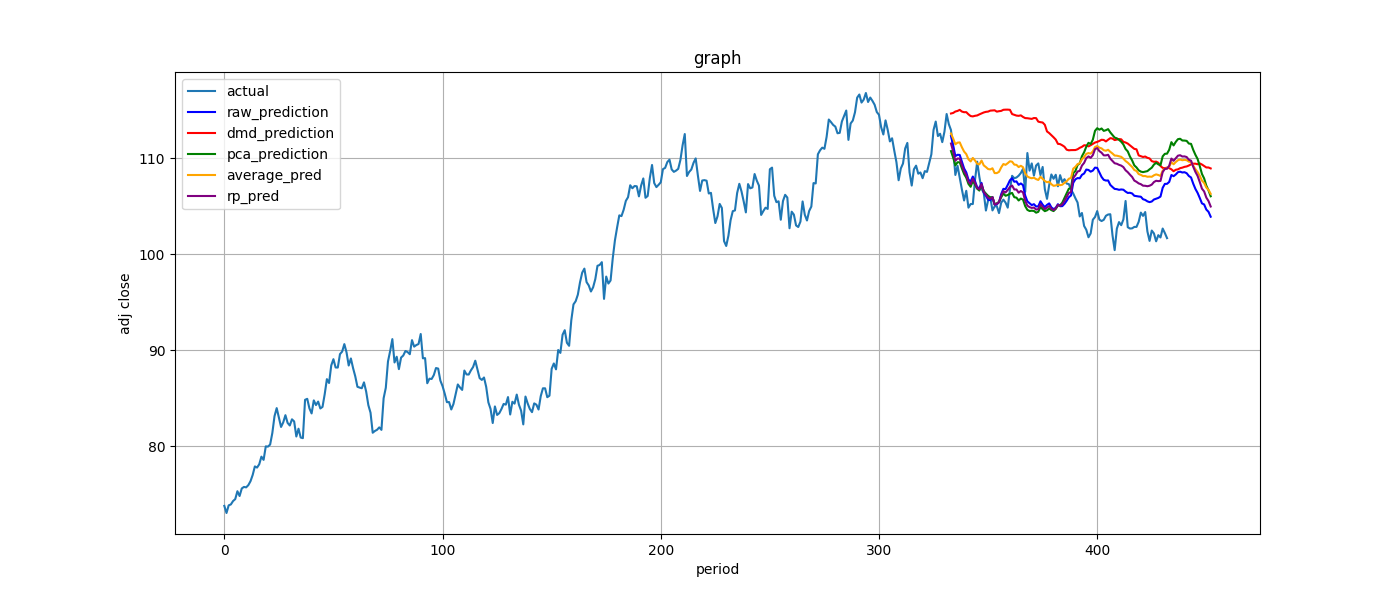 graph
actual
raw_prediction
dmd_prediction
pca_prediction
average_pred
rp_pred
110
100
90
80
adj close
0 100 200 300 400
period